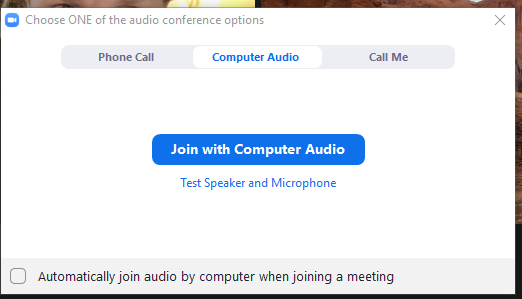 Choose ONE of the audio conference options
Phone Call Computer Audio Call Me
Join with Computer Audio
Test Speaker and Microphone
Automatically join audio by computer when joining a meeting